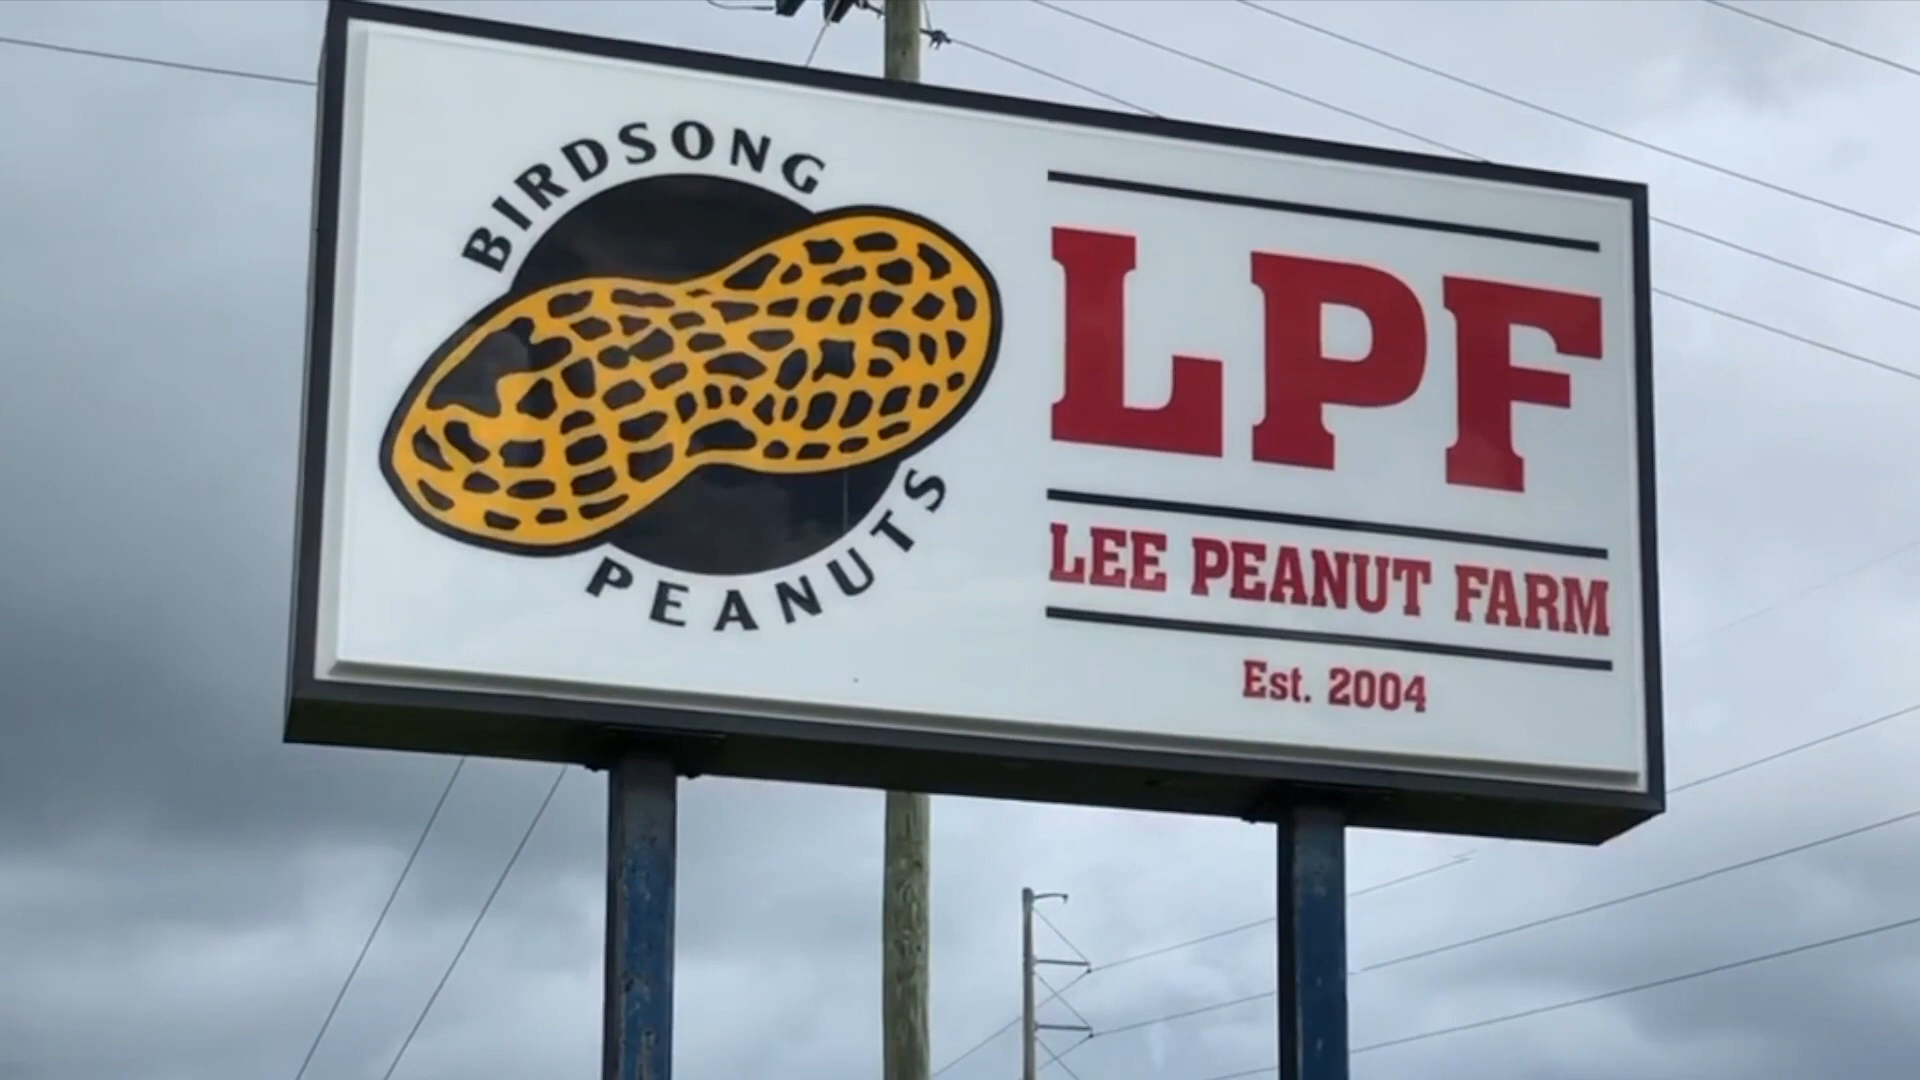 BIRDSONG
PEANUTS
LPF
LEE PEANUT FARM
Est. 2004